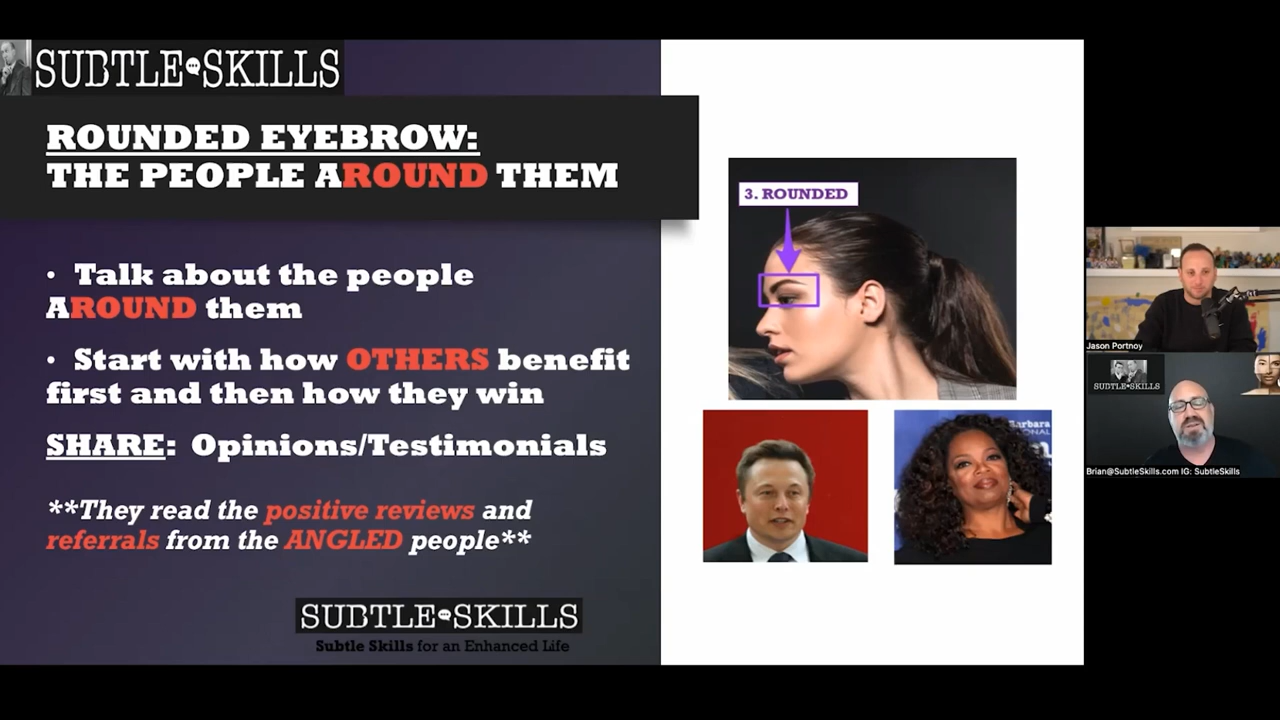 SUBTLE SKILLS
ROUNDED EYEBROW:
THE PEOPLE AROUND THEM
• Talk about the people
AROUND them
• Start with how OTHERS benefit
first and then how they win
SHARE: Opinions/Testimonials
**They read the positive reviews and
referrals from the ANGLED people**
SUBTLE SKILLS
Subtle Skills for an Enhanced Life
3. ROUNDED
Barbara
Jason Portnoy
SUBTLE SKILLS
Brian@SubtleSkills.com IG: SubtleSkills